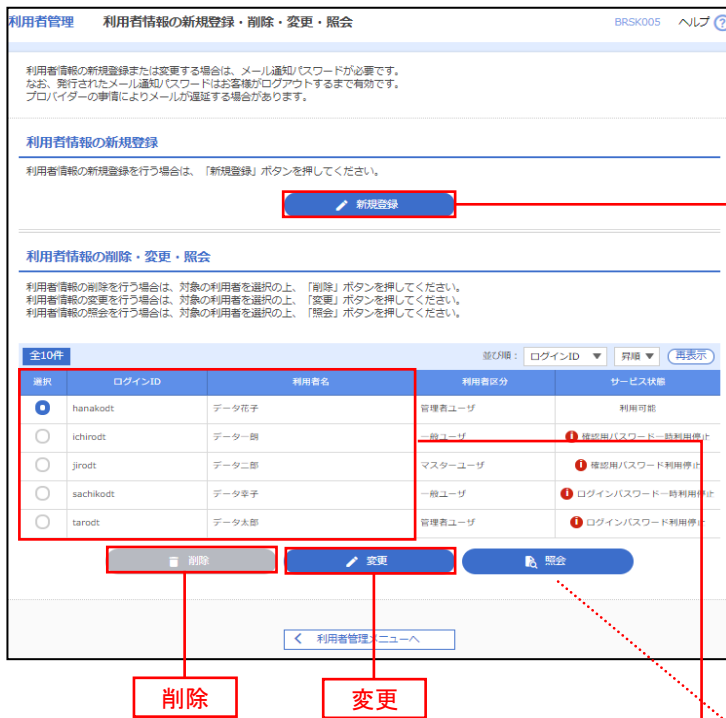 利用者管理 利用者情報の新規登録・削除・変更・照会 BRSK005 ヘルプ ?
利用者情報の新規登録または変更する場合は、メール通知パスワードが必要です。
なお、発行されたメール通知パスワードはお客様がログアウトするまで有効です。
プロバイダーの事情によりメールが遅延する場合があります。
利用者情報の新規登録
利用者情報の新規登録を行う場合は、「新規登録」ボタンを押してください。
新規登録
利用者情報の削除・変更・照会
利用者情報の削除を行う場合は、対象の利用者を選択の上、「削除」ボタンを押してください。
利用者情報の変更を行う場合は、対象の利用者を選択の上、「変更」ボタンを押してください。
利用者情報の照会を行う場合は、対象の利用者を選択の上、「照会」ボタンを押してください。
全10件 並び順： ログインID ▼ 昇順 ▼ 再表示
選択 ログインID 利用者名 利用者区分 サービス状態
hanakodt データ花子 管理者ユーザ 利用可能
ichirodt データ一朗 一般ユーザ 確認用パスワード一時利用停止
jirodt データ二郎 マスターユーザ 確認用パスワード利用停止
sachikodt データ幸子 一般ユーザ ログインパスワード一時利用停止
tarodt データ太郎 管理者ユーザ ログインパスワード利用停止
削除 変更 照会
利用者管理メニューへ
削除 変更